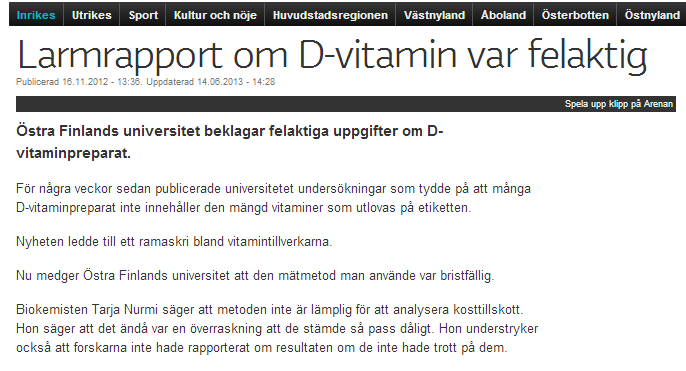 Inrikes Utrikes Sport Kultur och nöje Huvudstadsregionen Västnyland Åboland Österbotten Östnyland
Larmrapport om D-vitamin var felaktig
Publicerad 16.11.2012 - 13:36. Uppdaterad 14.06.2013 - 14:28
Spela upp klipp på Arenan
Östra Finlands universitet beklagar felaktiga uppgifter om D-
vitaminpreparat.
För några veckor sedan publicerade universitetet undersökningar som tydde på att många
D-vitaminpreparat inte innehåller den mängd vitaminer som utlovas på etiketten.
Nyheten ledde till ett ramaskri bland vitamintillverkarna.
Nu medger Östra Finlands universitet att den mätmetod man använde var bristfällig.
Biokemisten Tarja Nurmi säger att metoden inte är lämplig för att analysera kosttillskott.
Hon säger att det ändå var en överraskning att de stämde så pass dåligt. Hon understryker
också att forskarna inte hade rapporterat om resultaten om de inte hade trott på dem.